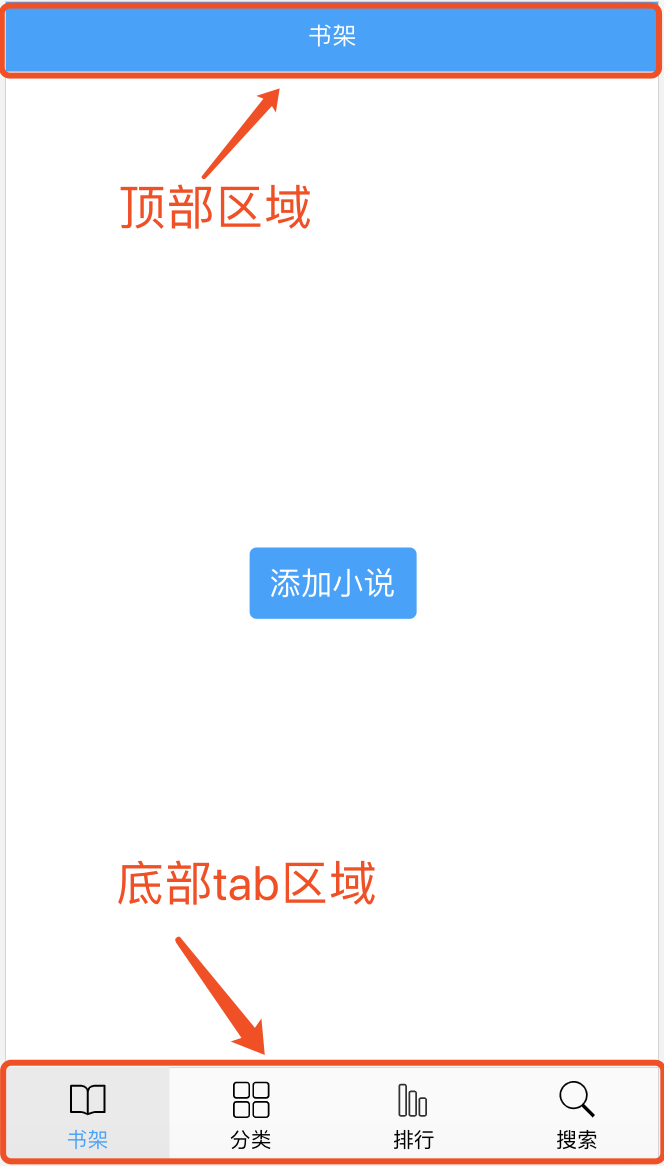 书架
顶部区域
添加小说
底部tab区域
书架 分类 排行 搜索